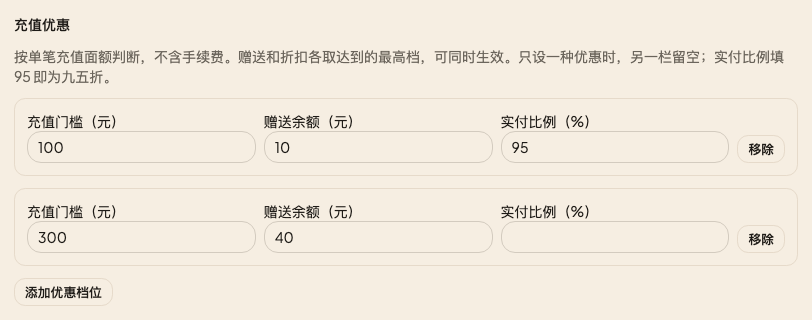 充值优惠
按单笔充值面额判断，不含手续费。赠送和折扣各取达到的最高档，可同时生效。只设一种优惠时，另一栏留空；实付比例填
95 即为九五折。
充值门槛（元） 赠送余额（元） 实付比例（%）
100 10 95 移除
充值门槛（元） 赠送余额（元） 实付比例（%）
300 40 移除
添加优惠档位